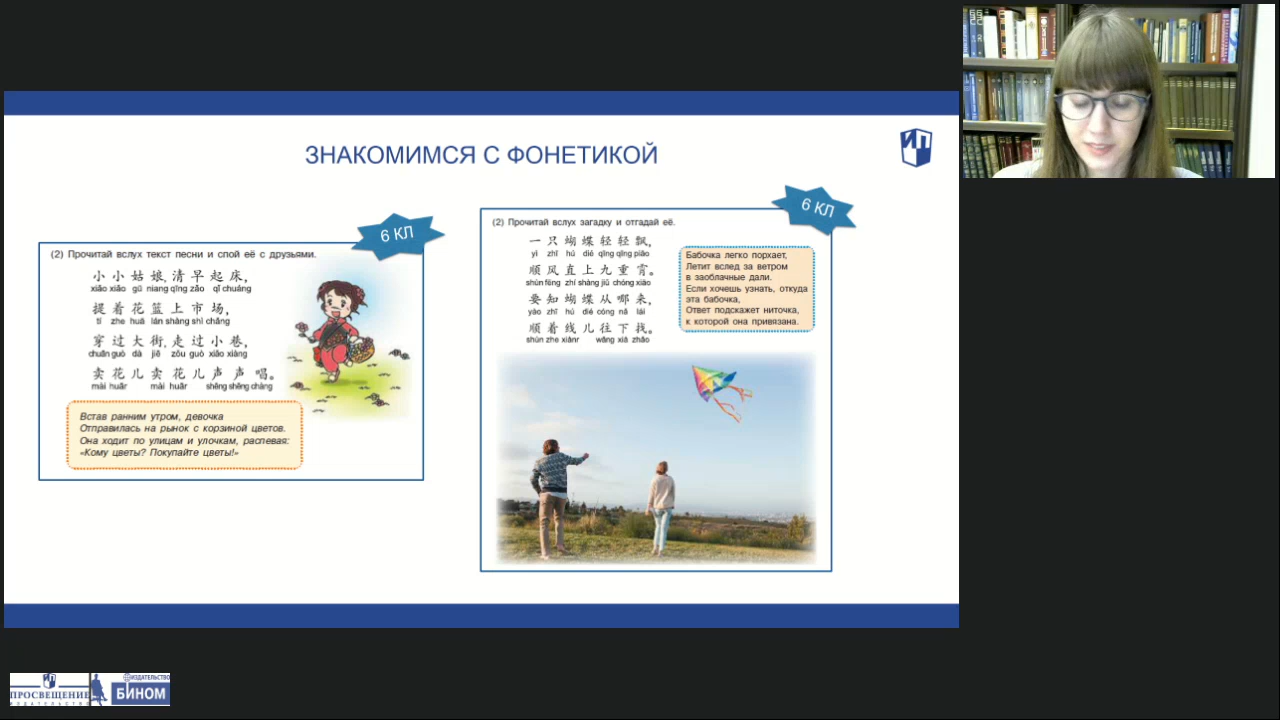 ЗНАКОМИМСЯ С ФОНЕТИКОЙ
ИП
6 КЛ
(2) Прочитай вслух текст песни и спой её с друзьями.
小 小 姑 娘, 清 早 起 床,
xiǎo xiǎo gū niang qīng zǎo qǐ chuáng
提 着 花 篮 上 市 场,
tí zhe huā lán shàng shì chǎng
穿 过 大 街, 走 过 小 巷,
chuān guò dà jiē zǒu guò xiǎo xiàng
卖 花 儿 卖 花 儿 声 声 唱。
mài huār mài huār shēng shēng chàng
Встав ранним утром, девочка
Отправилась на рынок с корзиной цветов.
Она ходит по улицам и улочкам, распевая:
«Кому цветы? Покупайте цветы!»
6 КЛ
(2) Прочитай вслух загадку и отгадай её.
一 只 蝴 蝶 轻 轻 飘,
yì zhī hú dié qīng qīng piāo
顺 风 直 上 九 重 霄。
shùn fēng zhí shàng jiǔ chóng xiāo
要 知 蝴 蝶 从 哪 来,
yào zhī hú dié cóng nǎ lái
顺 着 线 儿 往 下 找。
shùn zhe xiànr wǎng xià zhǎo
Бабочка легко порхает,
Летит вслед за ветром
в заоблачные дали.
Если хочешь узнать, откуда
эта бабочка,
Ответ подскажет ниточка,
к которой она привязана.
ПРОСВЕЩЕНИЕ
ИЗДАТЕЛЬСТВО
ИЗДАТЕЛЬСТВО
БИНОМ